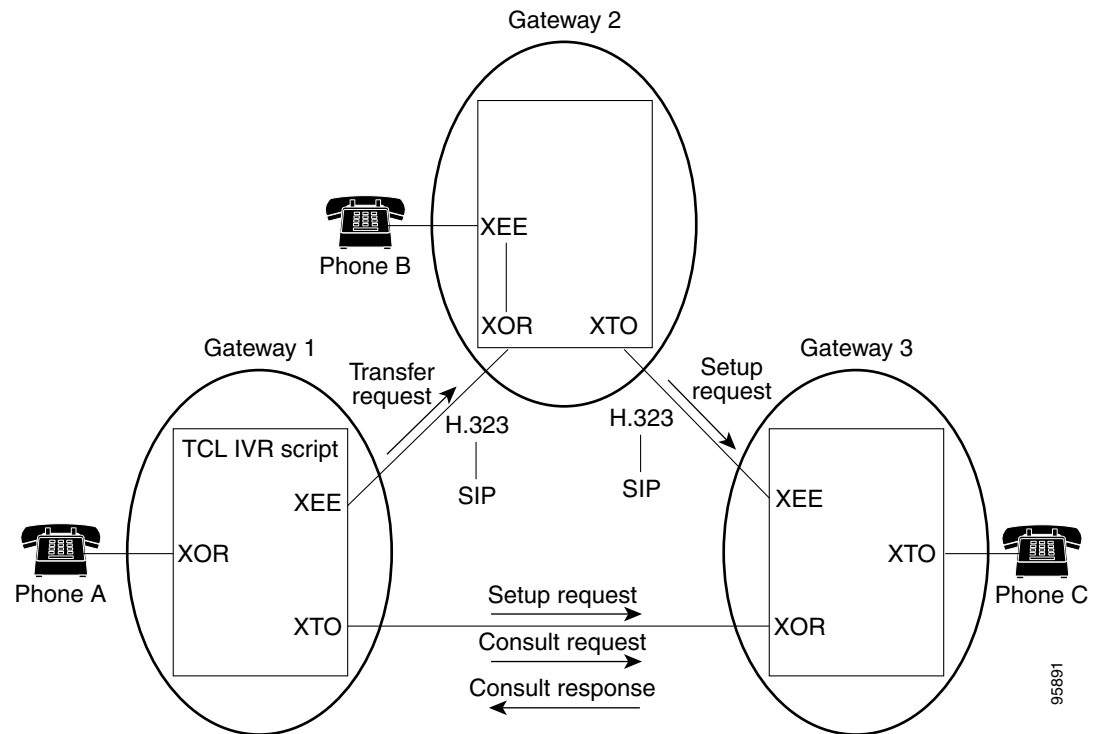 Gateway 2
XEE
Phone B
XOR
XTO
Gateway 1
Gateway 3
Transfer
request
Setup
request
H.323
H.323
TCL IVR script
SIP
SIP
XEE
XEE
XOR
XTO
Phone A
Phone C
Setup request
XTO
XOR
Consult request
Consult response
95891